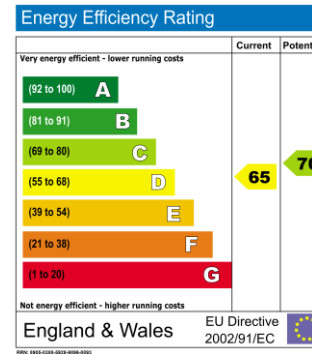 Energy Efficiency Rating
Current Potent
Very energy efficient - lower running costs
(92 to 100) A
(81 to 91) B
(69 to 80) C
(55 to 68) D
(39 to 54) E
(21 to 38) F
(1 to 20) G
65
Not energy efficient - higher running costs
England & Wales
EU Directive
2002/91/EC